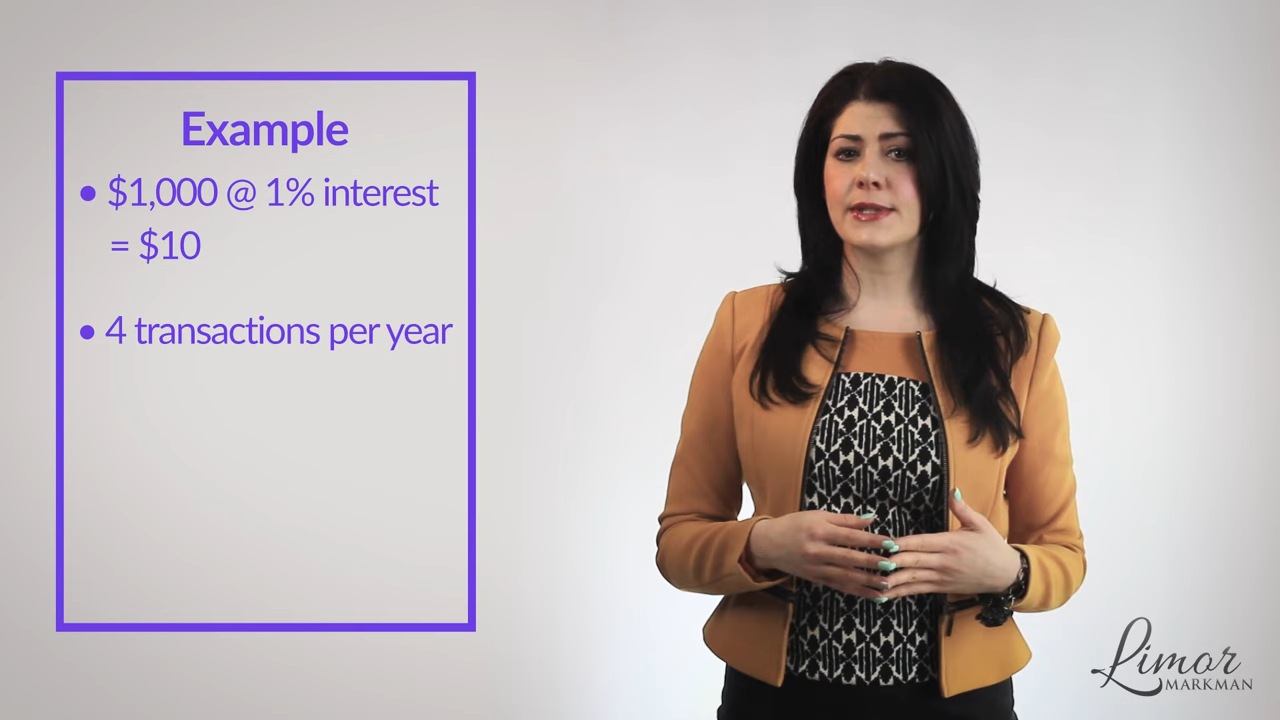 Example
• $1,000 @ 1% interest
= $10
• 4 transactions per year
Limor
MARKMAN